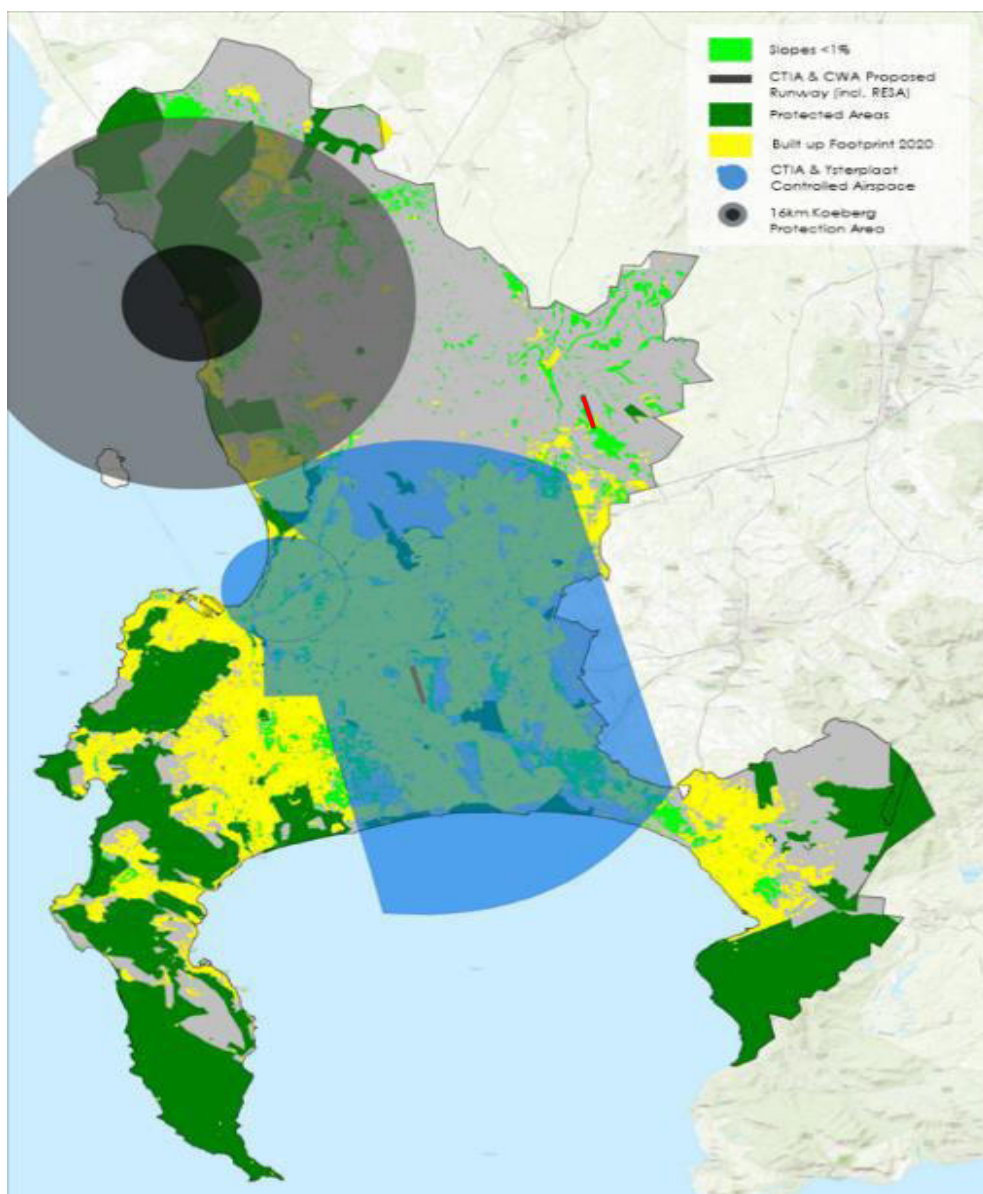 Slopes <1%
CTIA & CWA Proposed
Runway (incl. RESA)
Protected Areas
Built up Footprint 2020
CTIA & Ysterplaat
Controlled Airspace
16km Koeberg
Protection Area